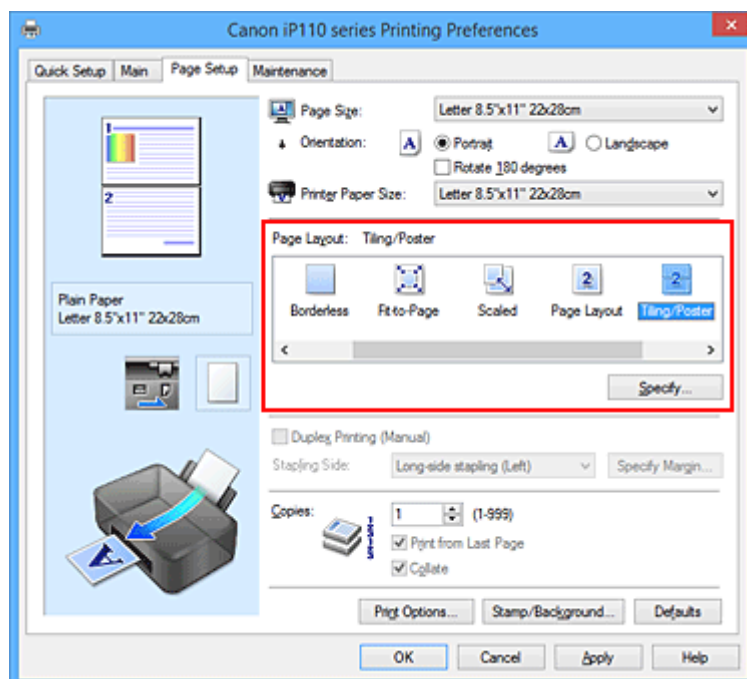 Canon iP110 series Printing Preferences
Quick Setup Main Page Setup Maintenance
Page Size: Letter 8.5"x11" 22x28cm
Orientation: A Portrait A Landscape
Rotate 180 degrees
Printer Paper Size: Letter 8.5"x11" 22x28cm
1
2
Page Layout: Tiling/Poster
2 2
Borderless Fit-to-Page Scaled Page Layout Tiling/Poster
Specify...
Plain Paper
Letter 8.5"x11" 22x28cm
Duplex Printing (Manual)
Stapling Side: Long-side stapling (Left) Specify Margin...
Copies: 1 (1-999)
Print from Last Page
Collate
A
Print Options... Stamp/Background... Defaults
OK Cancel Apply Help